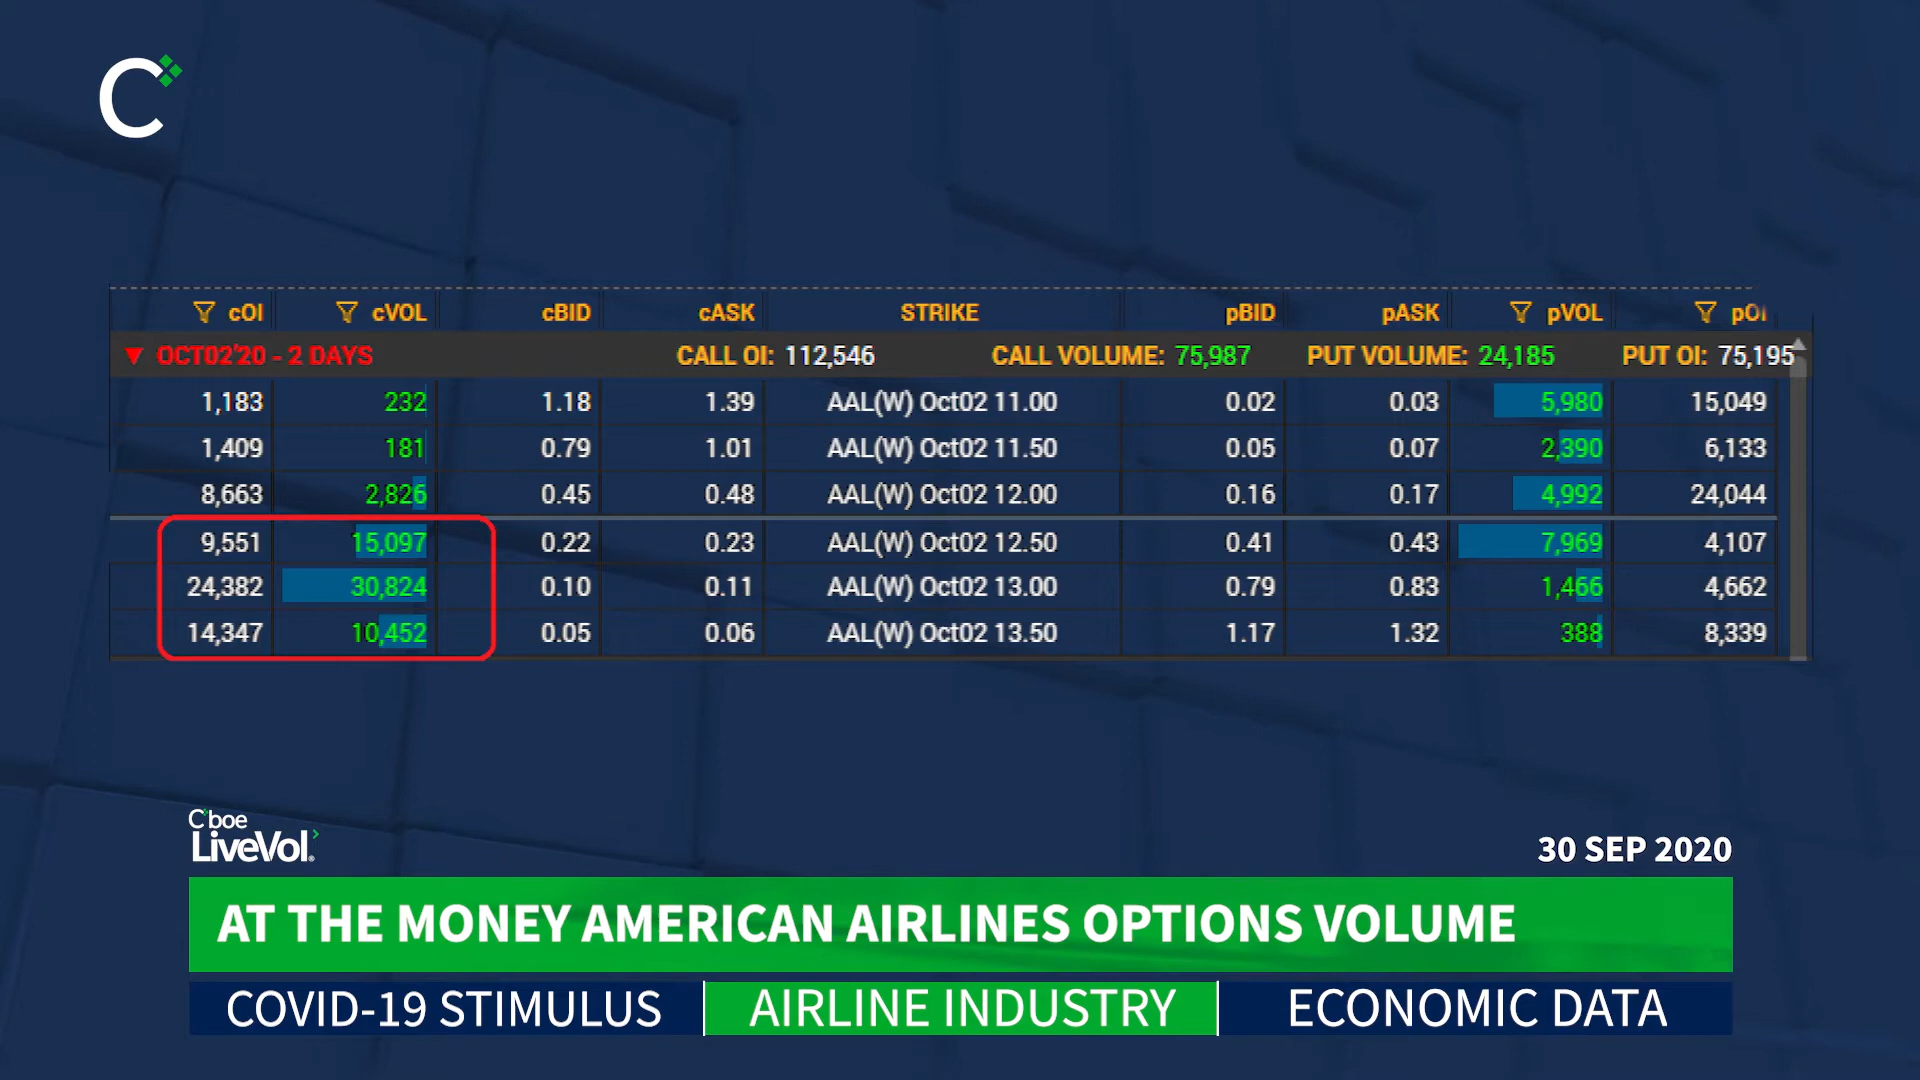 cOI cVOL cBID cASK STRIKE pBID pASK pVOL pOI
OCT02'20 - 2 DAYS CALL OI: 112,546 CALL VOLUME: 75,987 PUT VOLUME: 24,185 PUT OI: 75,195
1,183 232 1.18 1.39 AAL(W) Oct02 11.00 0.02 0.03 5,980 15,049
1,409 181 0.79 1.01 AAL(W) Oct02 11.50 0.05 0.07 2,390 6,133
8,663 2,826 0.45 0.48 AAL(W) Oct02 12.00 0.16 0.17 4,992 24,044
9,551 15,097 0.22 0.23 AAL(W) Oct02 12.50 0.41 0.43 7,969 4,107
24,382 30,824 0.10 0.11 AAL(W) Oct02 13.00 0.79 0.83 1,466 4,662
14,347 10,452 0.05 0.06 AAL(W) Oct02 13.50 1.17 1.32 388 8,339
Cboe
LiveVol.
30 SEP 2020
AT THE MONEY AMERICAN AIRLINES OPTIONS VOLUME
COVID-19 STIMULUS AIRLINE INDUSTRY ECONOMIC DATA